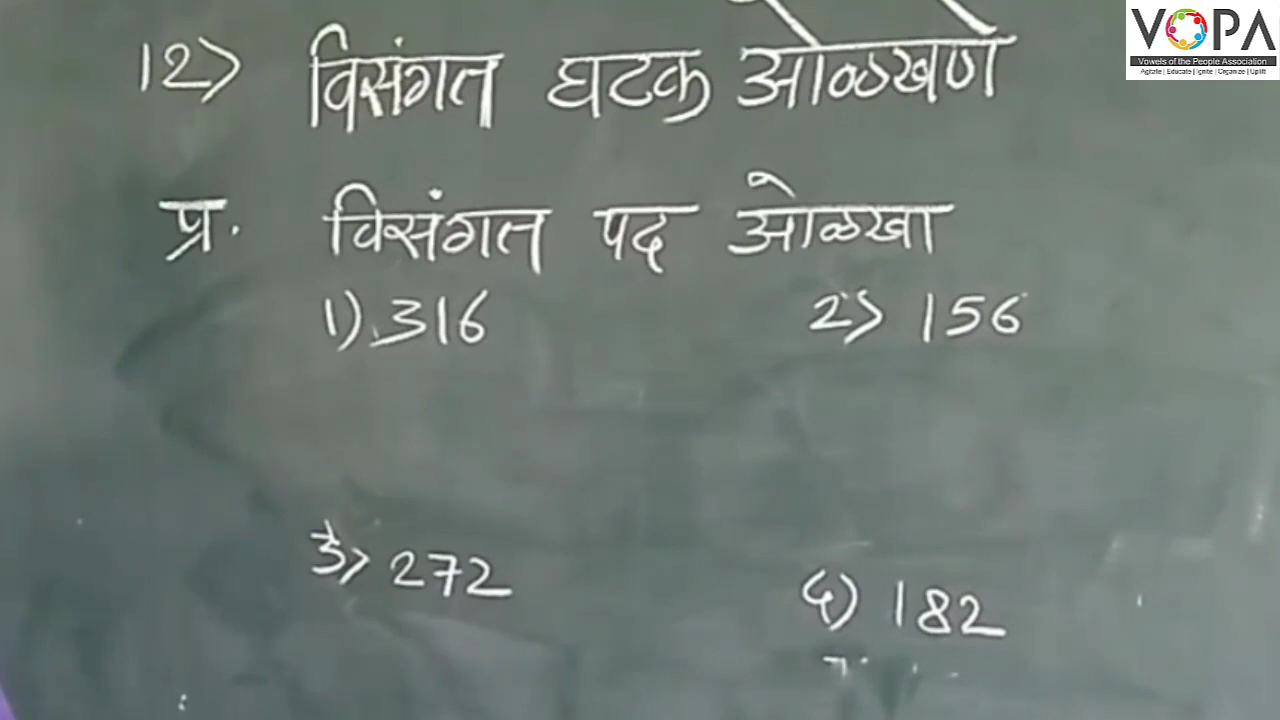 VOPA
Vowels of the People Association
Agitate | Educate | Ignite | Organize | Uplift
12) विसंगत घटक ओळखणे
प्र. विसंगत पद ओळखा
1) 316 2) 156
3) 272 4) 182